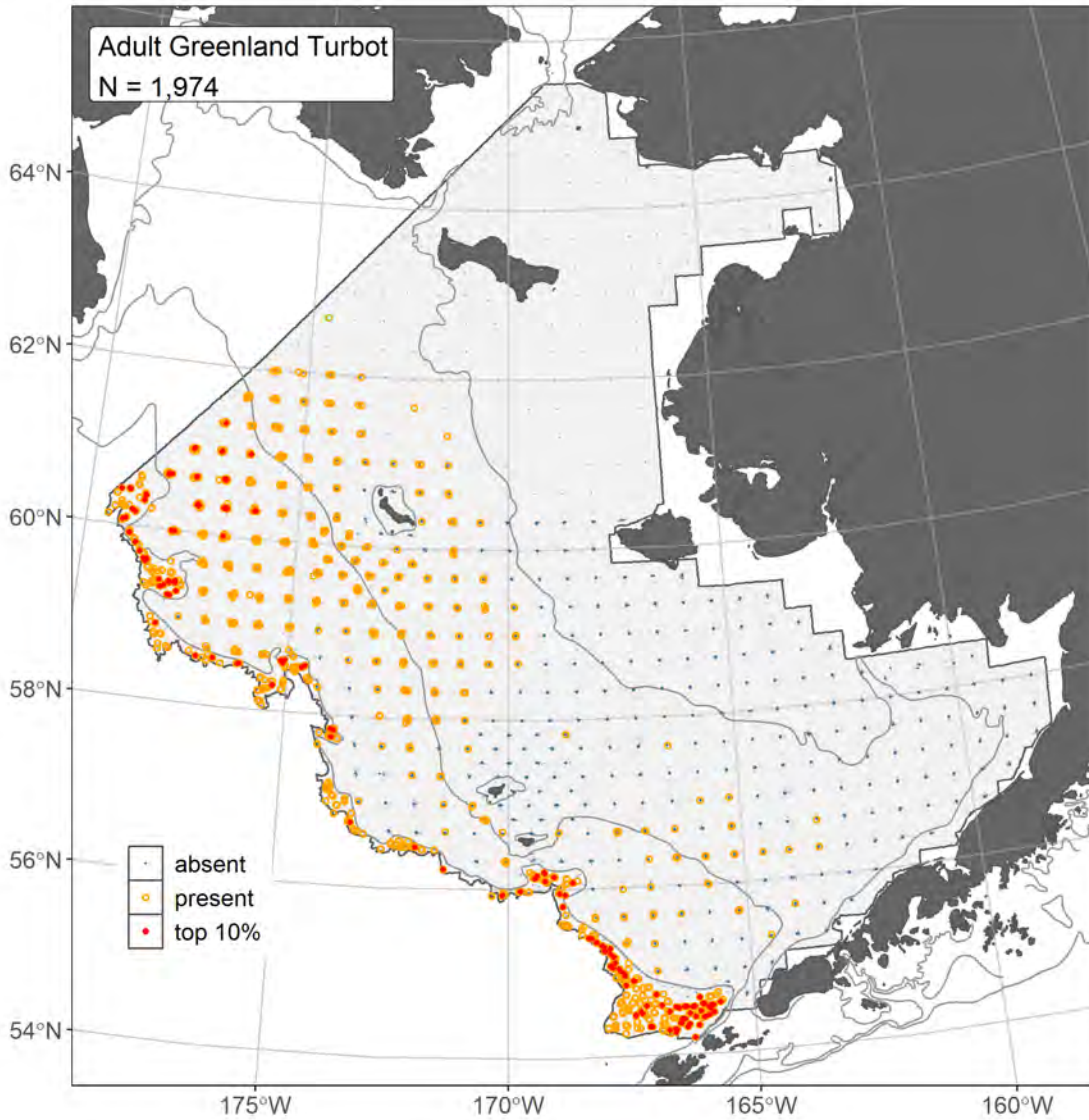 Adult Greenland Turbot
N = 1,974
64°N
62°N
60°N
58°N
56°N
54°N
absent
present
top 10%
175°W
170°W
165°W
160°W